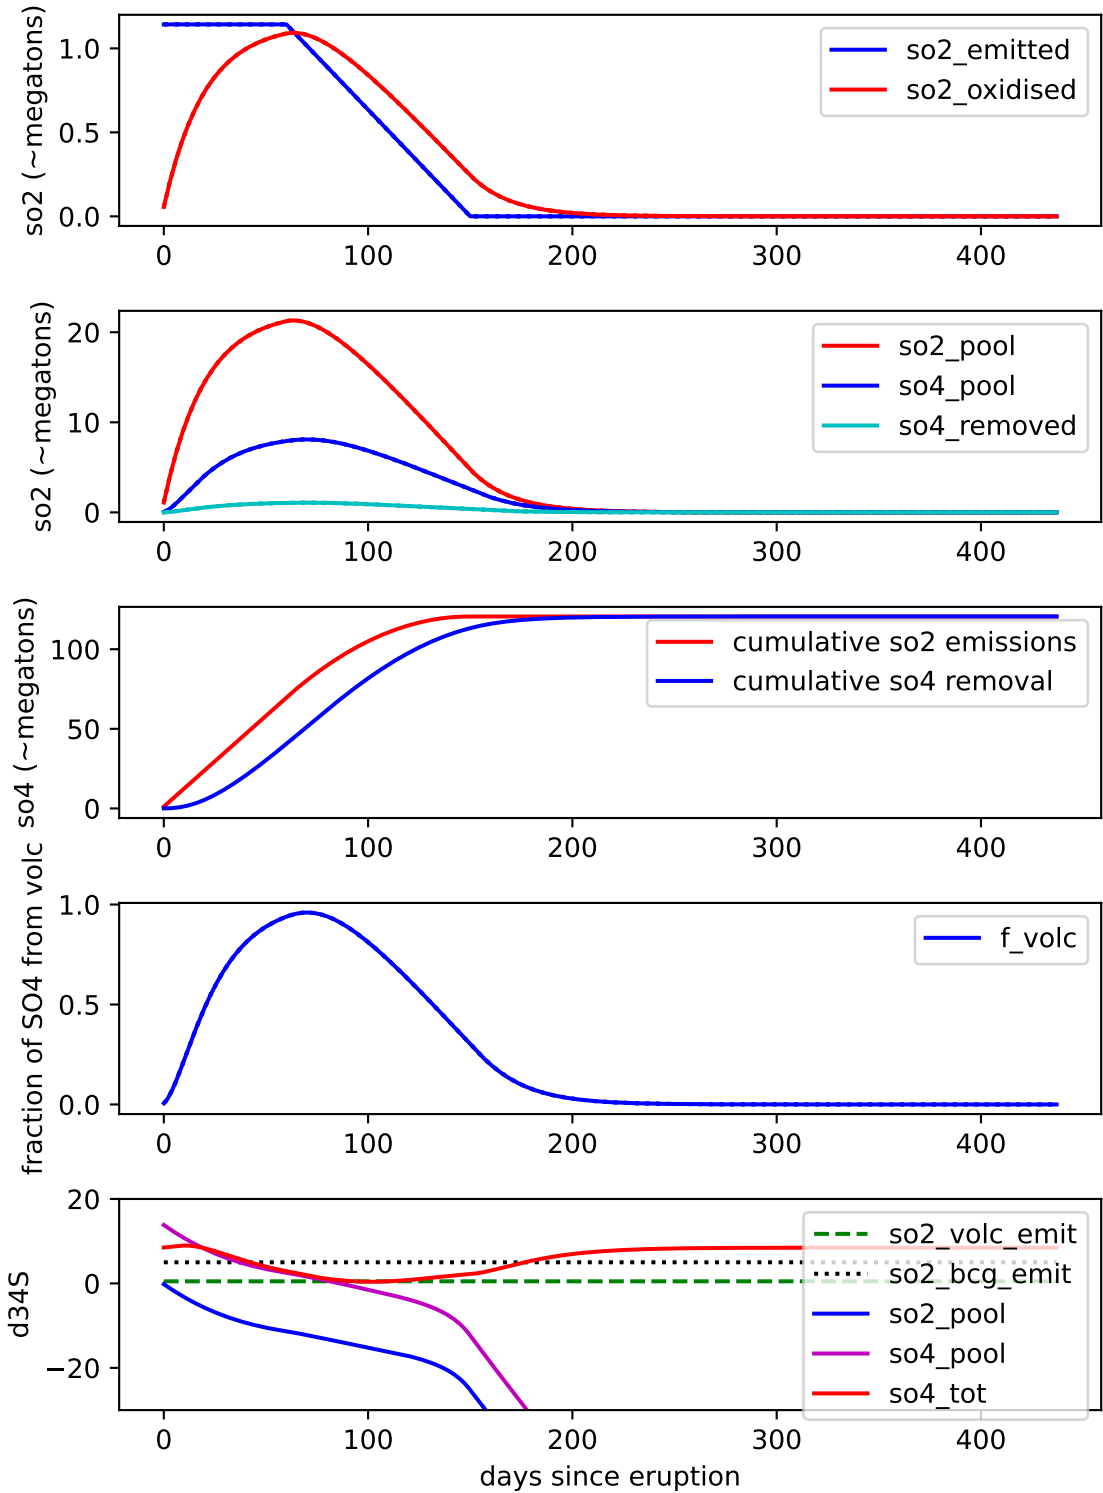 so2 (~megatons)
1.0
0.5
0.0
so2_emitted
so2_oxidised
0 100 200 300 400
so2 (~megatons)
20
10
0
so2_pool
so4_pool
so4_removed
0 100 200 300 400
so4 (~megatons)
100
50
0
cumulative so2 emissions
cumulative so4 removal
0 100 200 300 400
fraction of SO4 from volc
1.0
0.5
0.0
f_volc
0 100 200 300 400
d34S
20
0
−20
so2_volc_emit
so2_bcg_emit
so2_pool
so4_pool
so4_tot
0 100 200 300 400
days since eruption